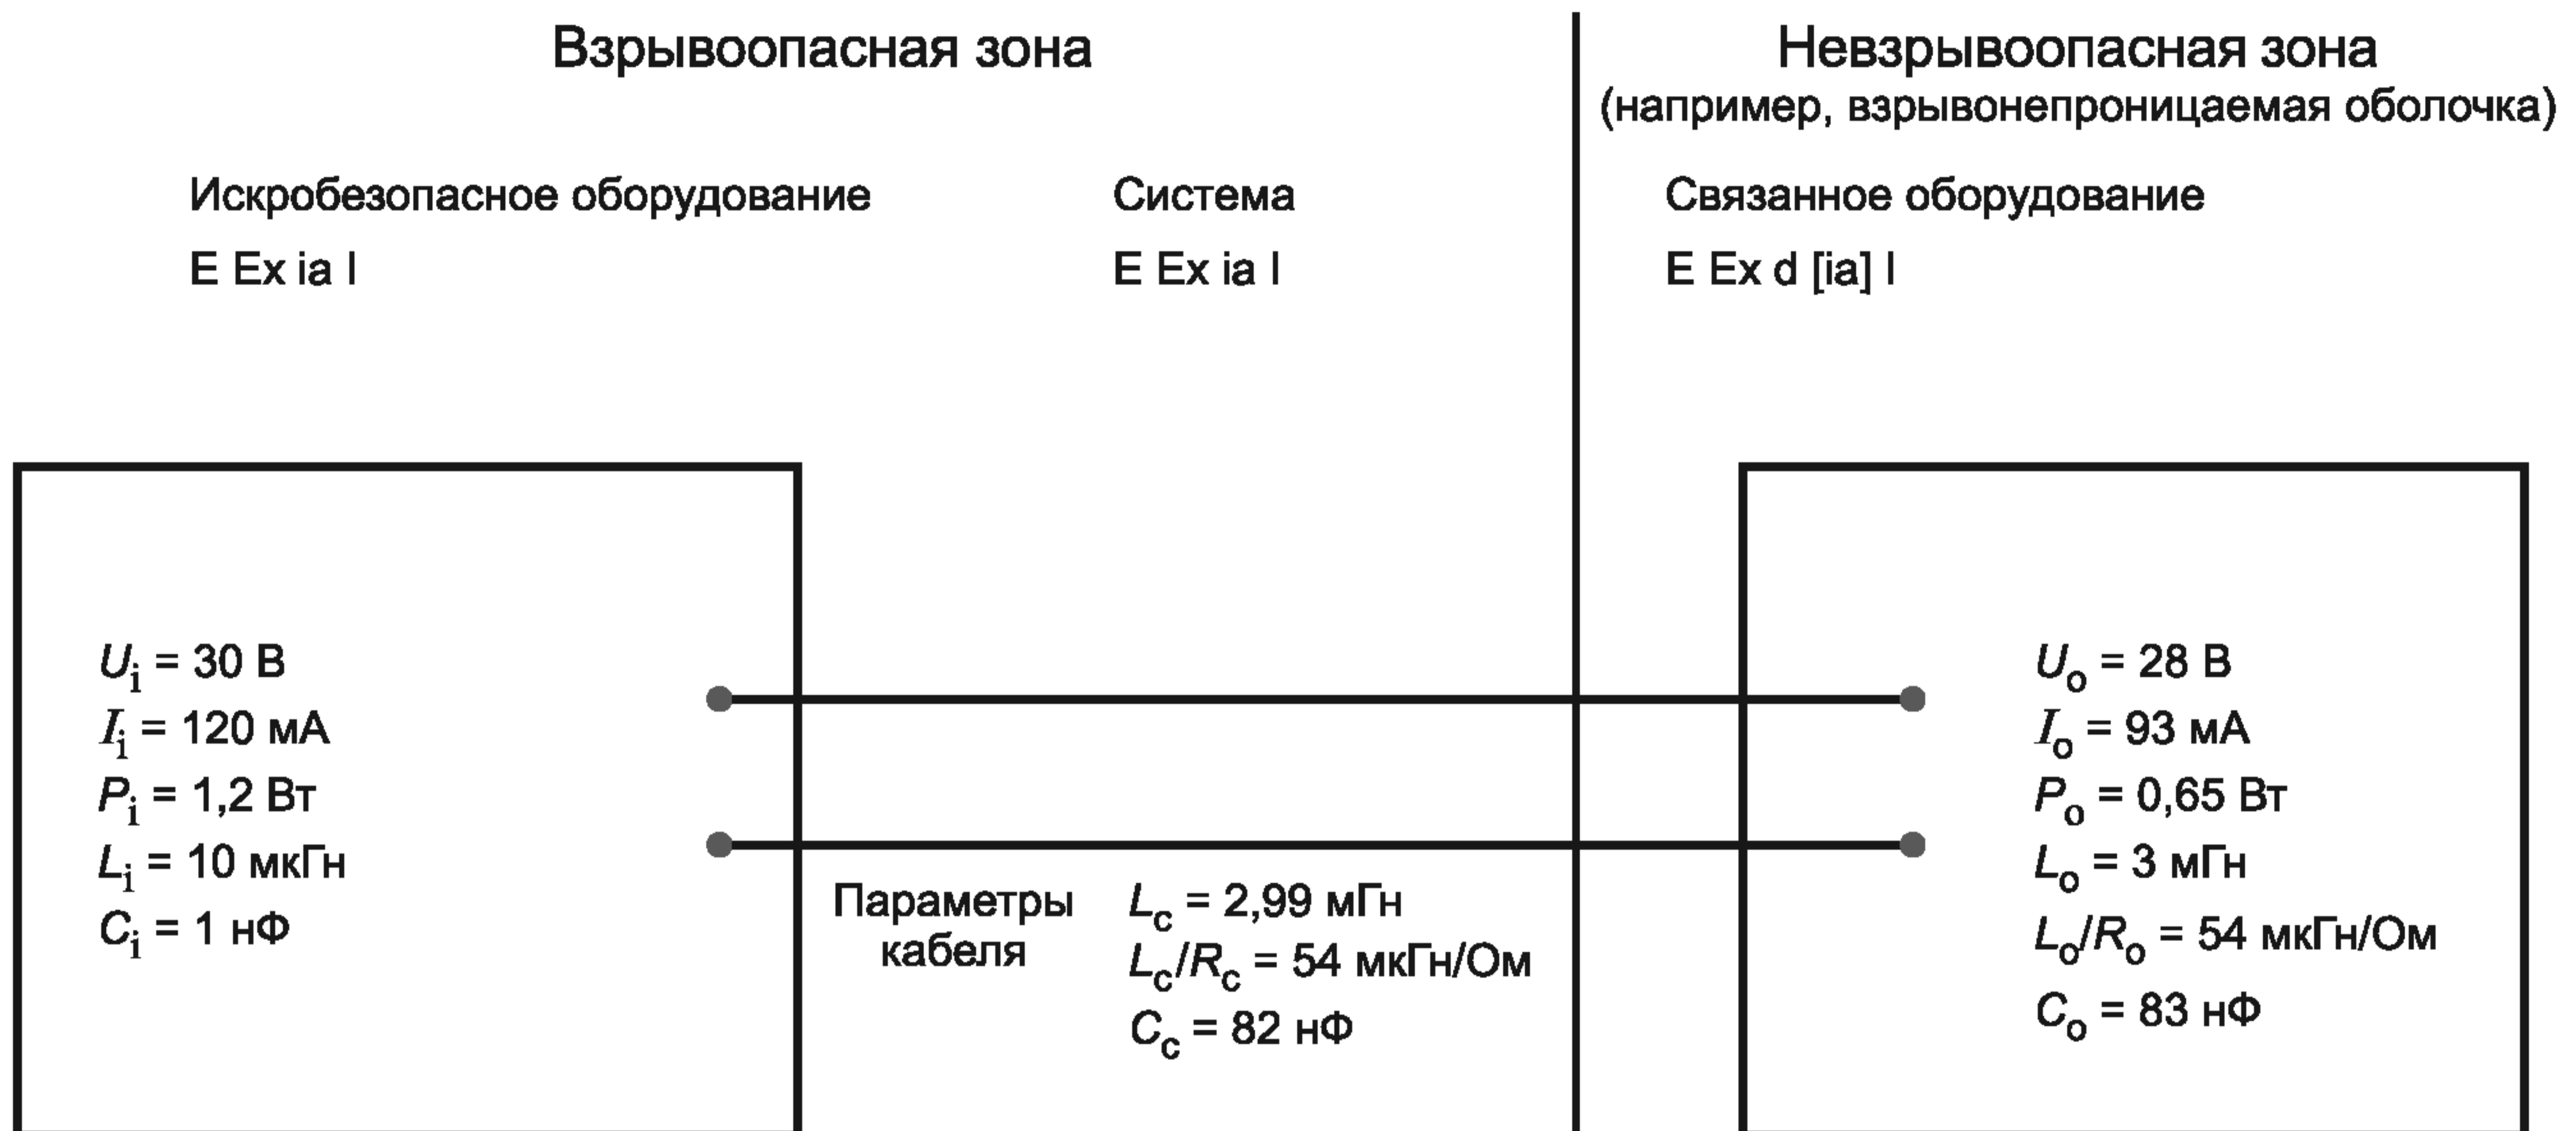 Взрывоопасная зона
Невзрывоопасная зона
(например, взрывонепроницаемая оболочка)
Искробезопасное оборудование
E Ex ia I
Система
E Ex ia I
Связанное оборудование
E Ex d [ia] I
Ui = 30 В
Ii = 120 мА
Pi = 1,2 Вт
Li = 10 мкГн
Ci = 1 нФ
Параметры
кабеля
Lc = 2,99 мГн
Lc/Rc = 54 мкГн/Ом
Cc = 82 нФ
Uo = 28 В
Io = 93 мА
Po = 0,65 Вт
Lo = 3 мГн
Lo/Ro = 54 мкГн/Ом
Co = 83 нФ